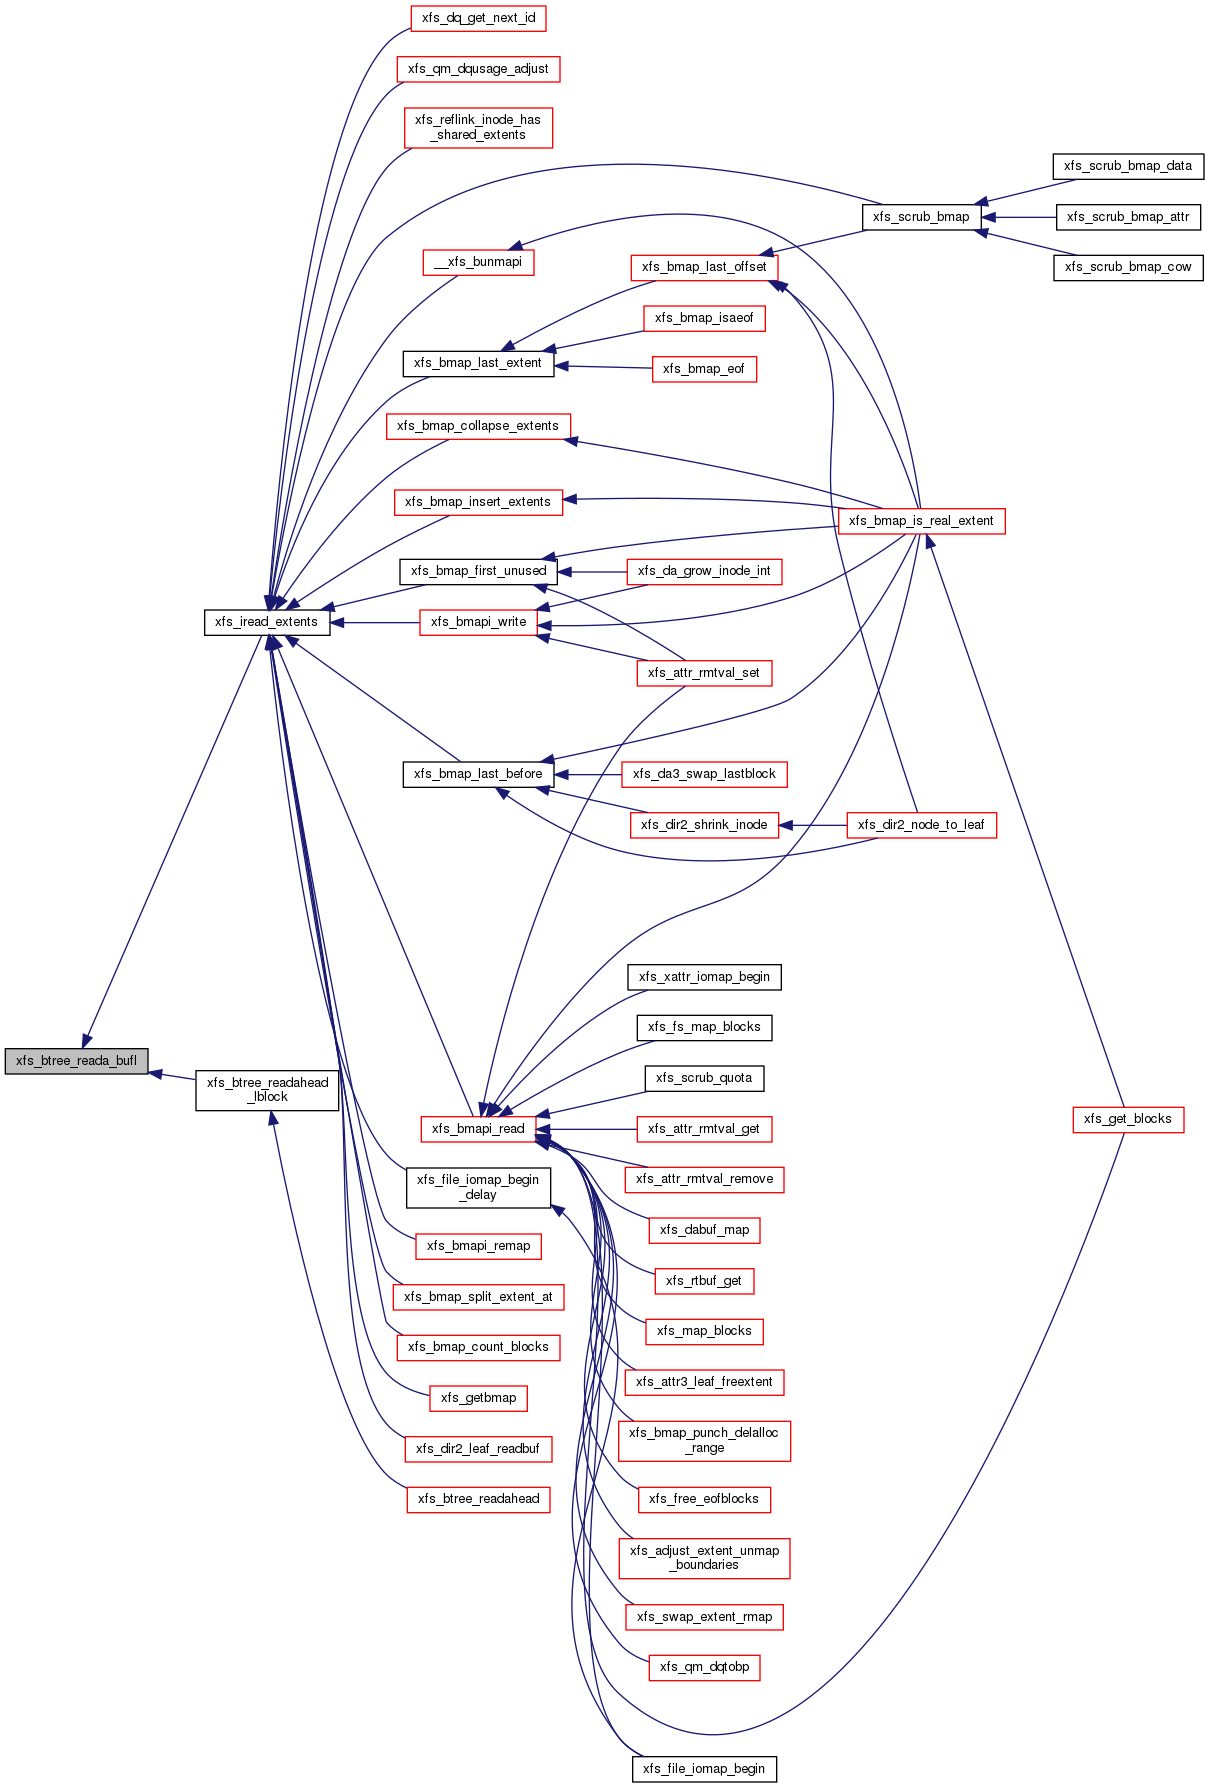 xfs_dq_get_next_id
xfs_qm_dqusage_adjust
xfs_reflink_inode_has
_shared_extents
xfs_scrub_bmap_data
xfs_scrub_bmap
xfs_scrub_bmap_attr
__xfs_bunmapi
xfs_bmap_last_offset
xfs_scrub_bmap_cow
xfs_bmap_isaeof
xfs_bmap_last_extent
xfs_bmap_eof
xfs_bmap_collapse_extents
xfs_bmap_insert_extents
xfs_bmap_is_real_extent
xfs_bmap_first_unused
xfs_da_grow_inode_int
xfs_iread_extents
xfs_bmapi_write
xfs_attr_rmtval_set
xfs_bmap_last_before
xfs_da3_swap_lastblock
xfs_dir2_shrink_inode
xfs_dir2_node_to_leaf
xfs_xattr_iomap_begin
xfs_fs_map_blocks
xfs_btree_reada_bufl
xfs_btree_readahead
_lblock
xfs_scrub_quota
xfs_get_blocks
xfs_bmapi_read
xfs_attr_rmtval_get
xfs_file_iomap_begin
_delay
xfs_attr_rmtval_remove
xfs_dabuf_map
xfs_bmapi_remap
xfs_rtbuf_get
xfs_bmap_split_extent_at
xfs_map_blocks
xfs_bmap_count_blocks
xfs_attr3_leaf_freextent
xfs_getbmap
xfs_bmap_punch_delalloc
_range
xfs_dir2_leaf_readbuf
xfs_btree_readahead
xfs_free_eofblocks
xfs_adjust_extent_unmap
_boundaries
xfs_swap_extent_rmap
xfs_qm_dqtobp
xfs_file_iomap_begin